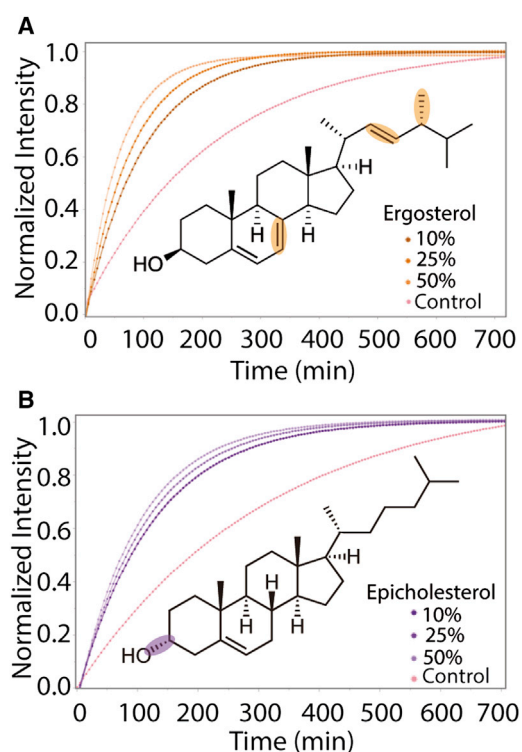 A
Normalized Intensity
1.0
0.8
0.6
0.4
0.2
0.0
H
H
H
H
HO
Ergosterol
10%
25%
50%
Control
0 100 200 300 400 500 600 700
Time (min)
B
Normalized Intensity
1.0
0.8
0.6
0.4
0.2
0.0
H
H
H
H
HO
Epicholesterol
10%
25%
50%
Control
0 100 200 300 400 500 600 700
Time (min)